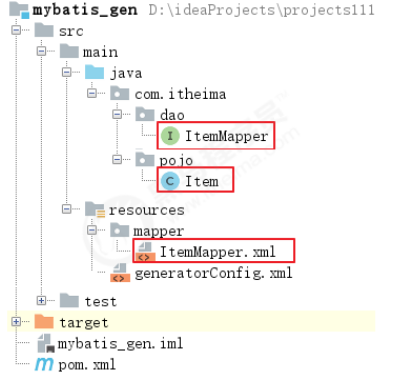 mybatis_gen D:\ideaProjects\projects111
src
main
java
com.itheima
dao
I ItemMapper
pojo
C Item
resources
mapper
ItemMapper.xml
generatorConfig.xml
test
target
mybatis_gen.iml
m pom.xml